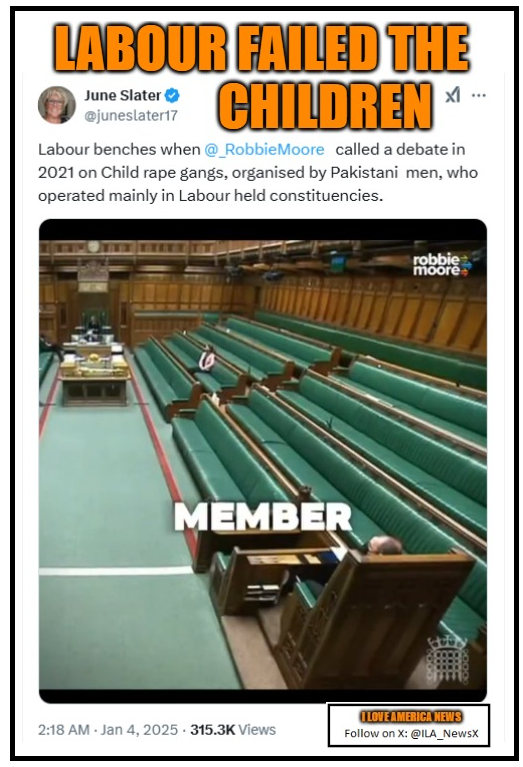 LABOUR FAILED THE
CHILDREN
June Slater
@juneslater17
Labour benches when @_RobbieMoore called a debate in
2021 on Child rape gangs, organised by Pakistani men, who
operated mainly in Labour held constituencies.
robbie
moore
MEMBER
2:18 AM · Jan 4, 2025 · 315.3K Views
I LOVE AMERICA NEWS
Follow on X: @ILA_NewsX